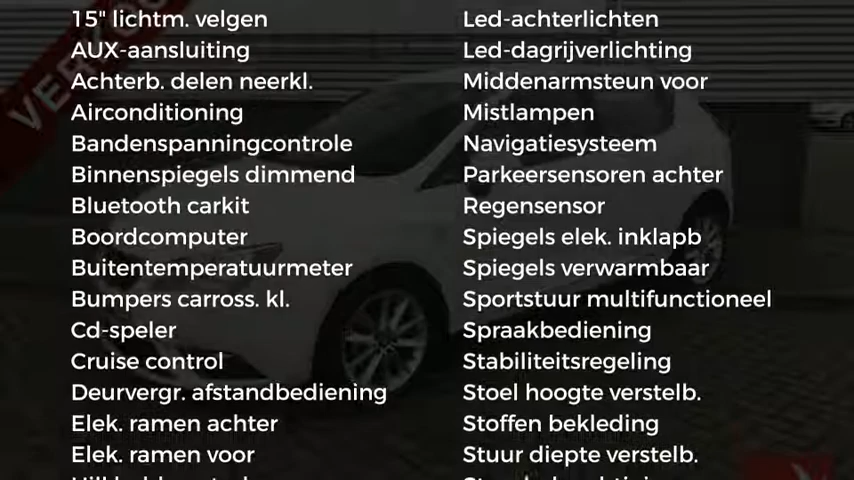 15" lichtm. velgen
AUX-aansluiting
Achterb. delen neerkl.
Airconditioning
Bandenspanningcontrole
Binnenspiegels dimmend
Bluetooth carkit
Boordcomputer
Buitentemperatuurmeter
Bumpers carross. kl.
Cd-speler
Cruise control
Deurvergr. afstandbediening
Elek. ramen achter
Elek. ramen voor
Led-achterlichten
Led-dagrijverlichting
Middenarmsteun voor
Mistlampen
Navigatiesysteem
Parkeersensoren achter
Regensensor
Spiegels elek. inklapb
Spiegels verwarmbaar
Sportstuur multifunctioneel
Spraakbediening
Stabiliteitsregeling
Stoel hoogte verstelb.
Stoffen bekleding
Stuur diepte verstelb.